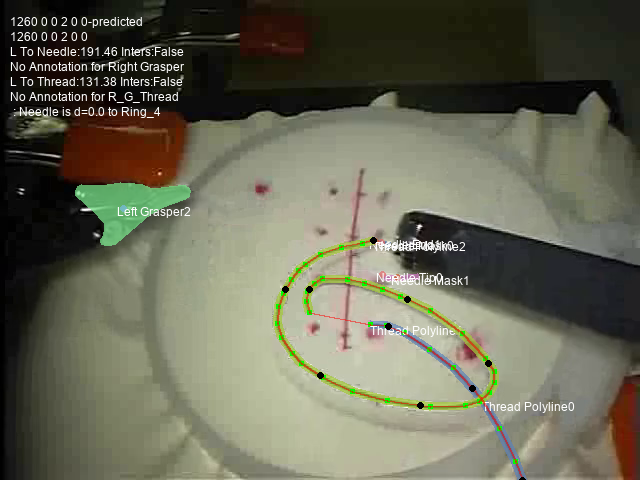 1260 0 0 2 0 0-predicted
1260 0 0 2 0 0
L To Needle:191.46 Inters:False
No Annotation for Right Grasper
L To Thread:131.38 Inters:False
No Annotation for R_G_Thread
: Needle is d=0.0 to Ring_4
Left Grasper2
Thread Polyline2
Needle Tip0
Needle Mask1
Thread Polyline
Thread Polyline0